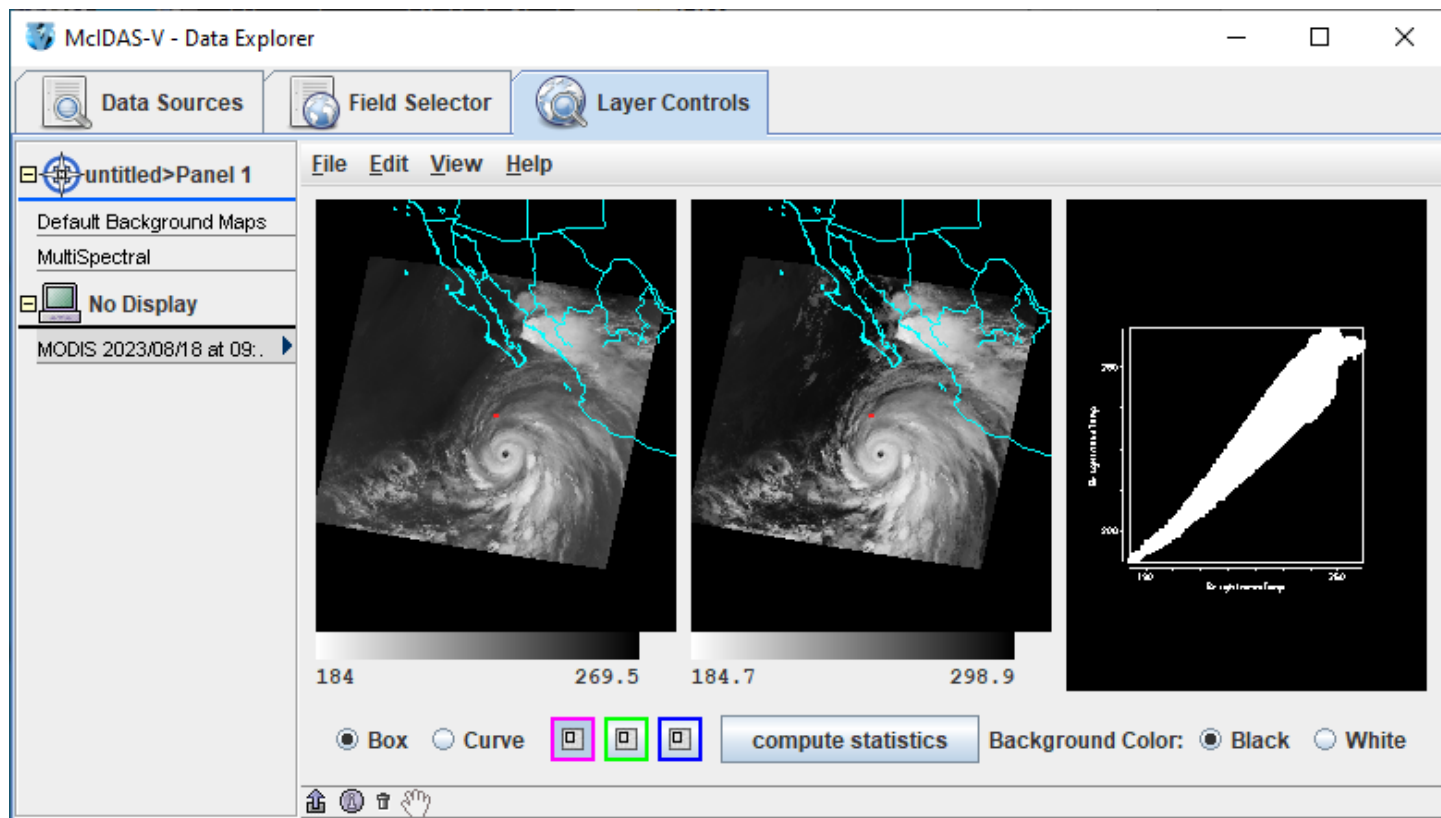 McIDAS-V - Data Explorer
Data Sources
Field Selector
Layer Controls
untitled>Panel 1
Default Background Maps
MultiSpectral
No Display
MODIS 2023/08/18 at 09:.
File Edit View Help
184 269.5
184.7 298.9
Box Curve compute statistics Background Color: Black White